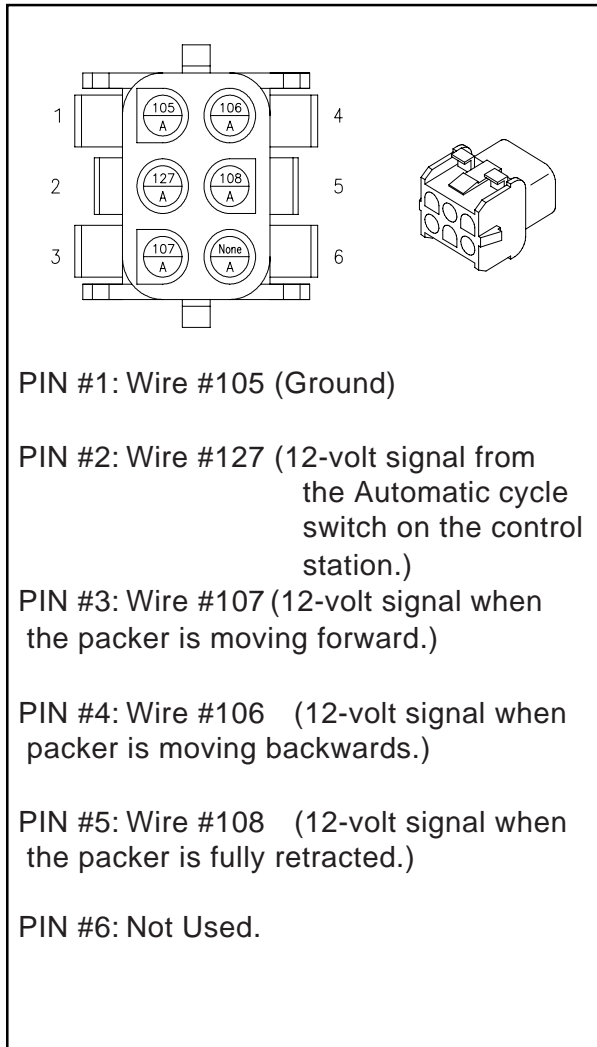 1 105 A 106 A 4
2 127 A 108 A 5
3 107 A None A 6
PIN #1: Wire #105 (Ground)
PIN #2: Wire #127 (12-volt signal from
the Automatic cycle
switch on the control
station.)
PIN #3: Wire #107 (12-volt signal when
the packer is moving forward.)
PIN #4: Wire #106 (12-volt signal when
packer is moving backwards.)
PIN #5: Wire #108 (12-volt signal when
the packer is fully retracted.)
PIN #6: Not Used.